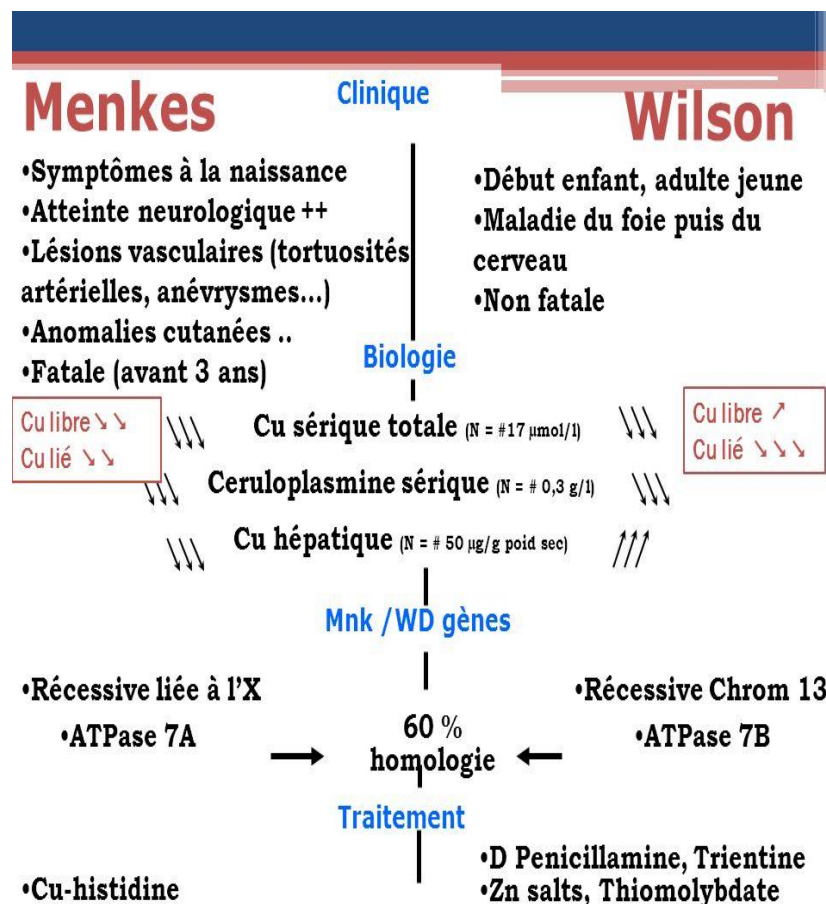 Clinique
Menkes
Wilson
•Symptômes à la naissance
•Atteinte neurologique ++
•Lésions vasculaires (tortuosités
artérielles, anévrysmes...)
•Anomalies cutanées ..
•Fatale (avant 3 ans)
•Début enfant, adulte jeune
•Maladie du foie puis du
cerveau
•Non fatale
Biologie
Cu libre ↘ ↘
Cu lié ↘ ↘
↘↘↘ Cu sérique totale (N = #17 µmol/l) ↘↘↘
Cu libre ↗
Cu lié ↘ ↘ ↘
↘↘↘ Ceruloplasmine sérique (N = # 0,3 g/l) ↘↘↘
↘↘↘ Cu hépatique (N = # 50 µg/g poid sec) ↗↗↗
Mnk /WD gènes
•Récessive liée à l'X
•ATPase 7A
60 %
homologie
•Récessive Chrom 13
•ATPase 7B
Traitement
•Cu-histidine
•D Penicillamine, Trientine
•Zn salts, Thiomolybdate